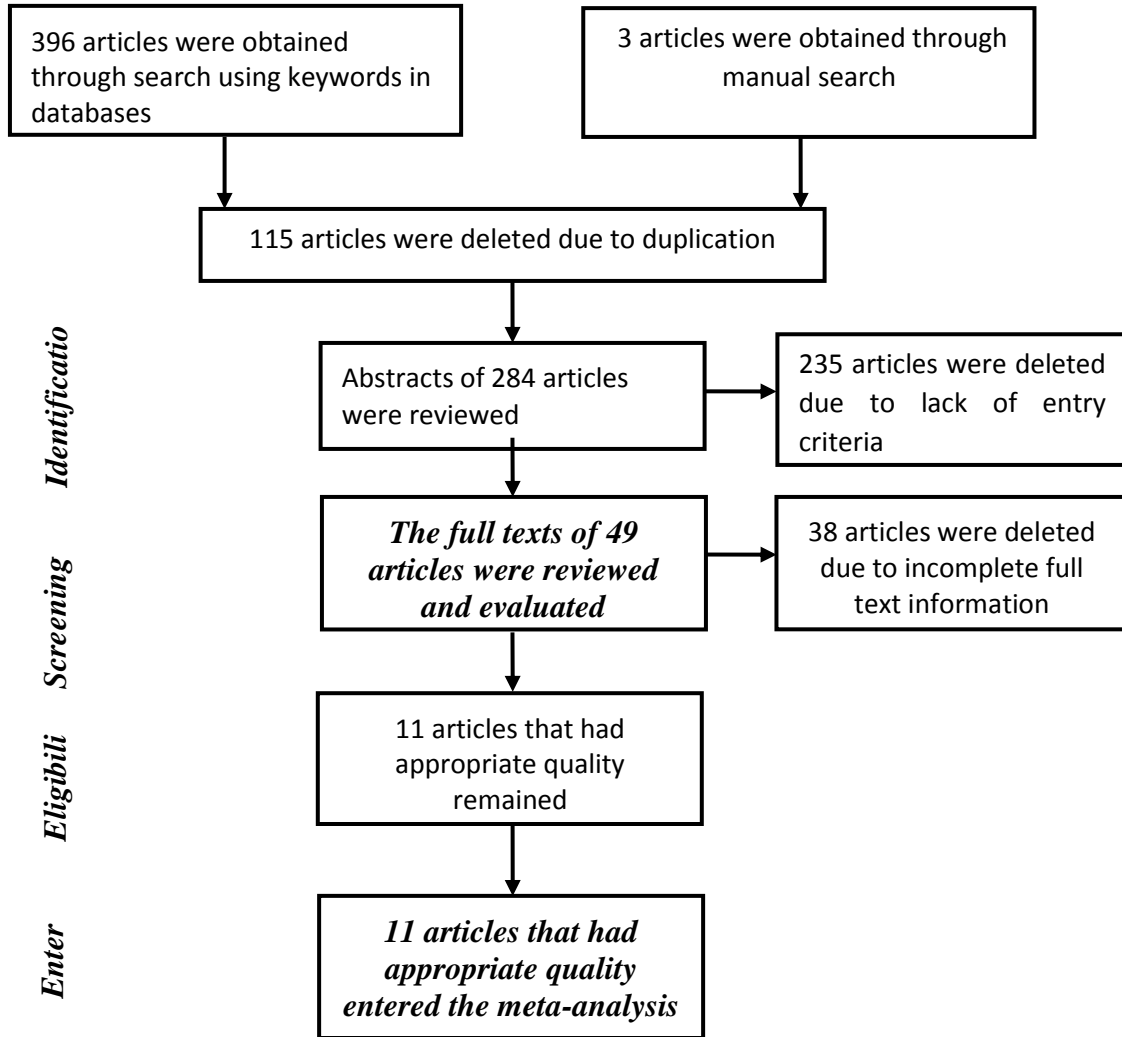 396 articles were obtained
through search using keywords in
databases
3 articles were obtained through
manual search
115 articles were deleted due to duplication
Identificatio
Abstracts of 284 articles
were reviewed
235 articles were deleted
due to lack of entry
criteria
Screening
The full texts of 49
articles were reviewed
and evaluated
38 articles were deleted
due to incomplete full
text information
Eligibili
11 articles that had
appropriate quality
remained
Enter
11 articles that had
appropriate quality
entered the meta-analysis